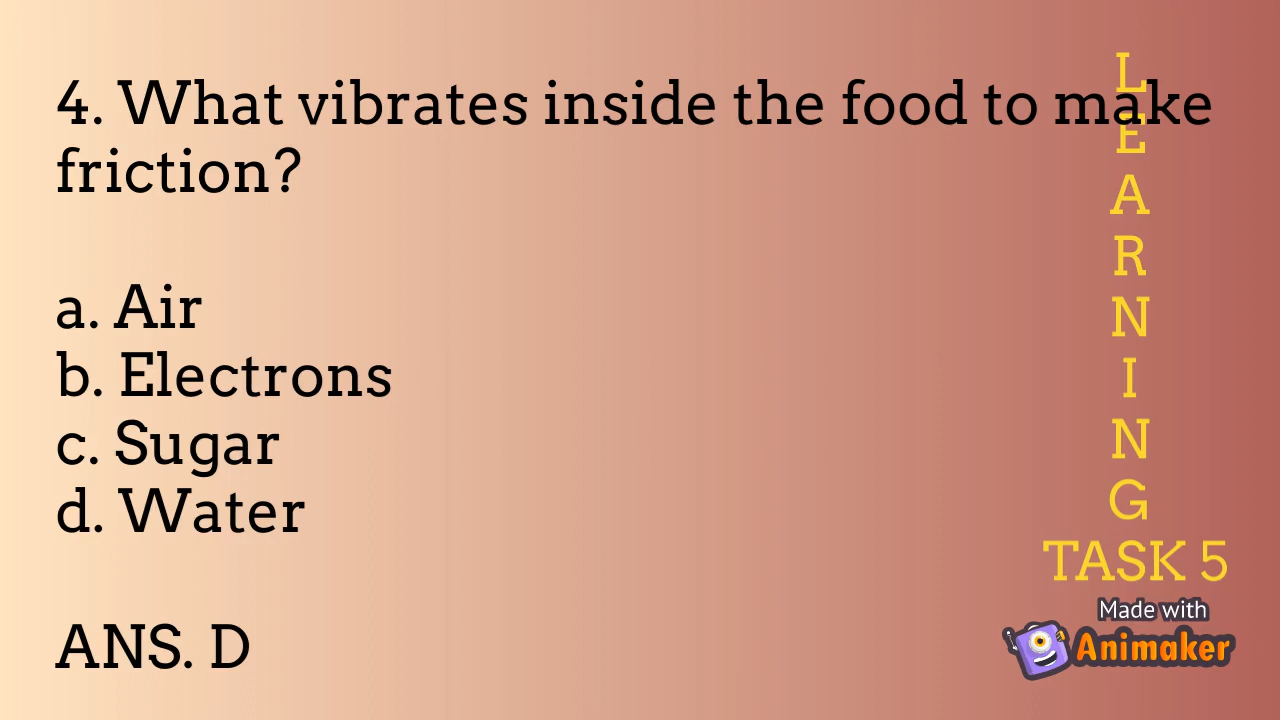 4. What vibrates inside the food to make
friction?
a. Air
b. Electrons
c. Sugar
d. Water
ANS. D
L
E
A
R
N
I
N
G
TASK 5
Made with
Animaker